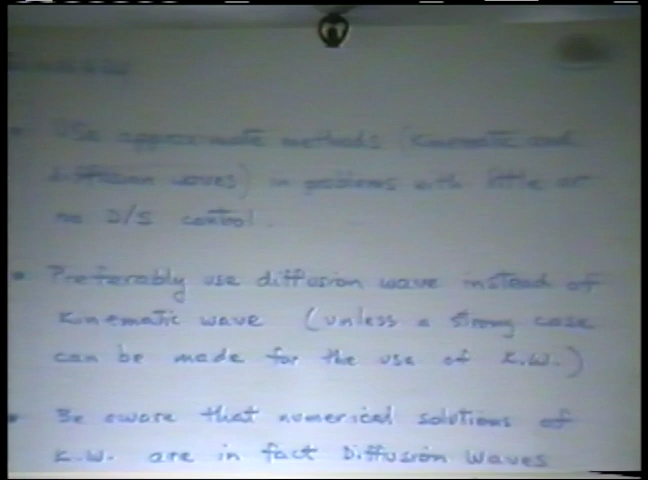 Summary
• Use approximate methods (kinematic and
diffusion waves) in problems with little or
no D/S control.
• Preferably use diffusion wave instead of
Kinematic wave (unless a strong case
can be made for the use of K.W.)
• Be aware that numerical solutions of
K.W. are in fact Diffusion Waves